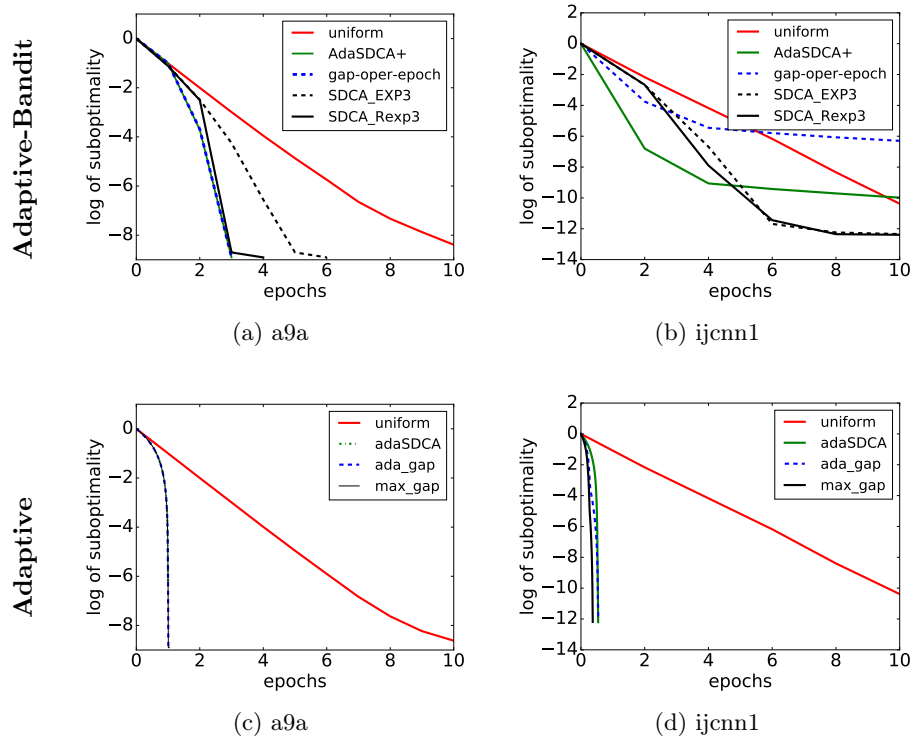 Adaptive-Bandit
log of suboptimality
0
−2
−4
−6
−8
uniform
AdaSDCA+
gap-oper-epoch
SDCA_EXP3
SDCA_Rexp3
0 2 4 6 8 10
epochs
(a) a9a
log of suboptimality
2
0
−2
−4
−6
−8
−10
−12
−14
uniform
AdaSDCA+
gap-oper-epoch
SDCA_EXP3
SDCA_Rexp3
0 2 4 6 8 10
epochs
(b) ijcnn1
Adaptive
log of suboptimality
0
−2
−4
−6
−8
uniform
adaSDCA
ada_gap
max_gap
0 2 4 6 8 10
epochs
(c) a9a
log of suboptimality
2
0
−2
−4
−6
−8
−10
−12
−14
uniform
adaSDCA
ada_gap
max_gap
0 2 4 6 8 10
epochs
(d) ijcnn1